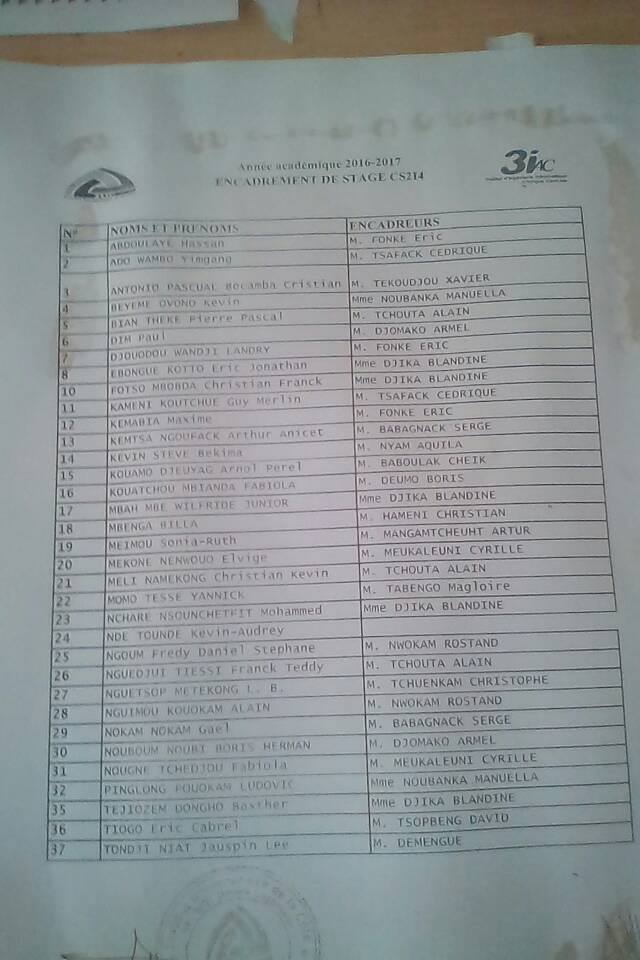 Année académique 2016-2017
ENCADREMENT DE STAGE CS214
3iAC
N° NOMS ET PRENOMS ENCADREURS
1 ABDOULAYE Hassan M. FONKE Eric
2 ADO WAMBO Yimgang M. TSAFACK CEDRIQUE
3 ANTONIO PASCUAL Bocamba Cristian M. TEKOUDJOU XAVIER
4 BEYEME OVONO Kevin Mme NOUBANKA MANUELLA
5 BIAN THEKE Pierre Pascal M. TCHOUTA ALAIN
6 DIM Paul M. DJOMAKO ARMEL
7 DJOUODOU WANDJI LANDRY M. FONKE ERIC
8 EBONGUE KOTTO Eric Jonathan Mme DJIKA BLANDINE
10 FOTSO MBOBDA Christian Franck Mme DJIKA BLANDINE
11 KAMENI KOUTCHUE Guy Merlin M. TSAFACK CEDRIQUE
12 KEMABIA Maxime M. FONKE ERIC
13 KEMTSA NGOUFACK Arthur Anicet M. BABAGNACK SERGE
14 KEVIN STEVE Bekima M. NYAM AQUILA
15 KOUAMO DJEUYAG Arnol Perel M. BABOULAK CHEIK
16 KOUATCHOU MBIANDA FABIOLA M. DEUMO BORIS
17 MBAH MBE WILFRIDE JUNIOR Mme DJIKA BLANDINE
18 MBENGA BILLA M. HAMENI CHRISTIAN
19 MEIMOU Sonia-Ruth M. MANGAMTCHEUHT ARTUR
20 MEKONE NENWOUO Elvige M. MEUKALEUNI CYRILLE
21 MELI NAMEKONG Christian Kevin M. TCHOUTA ALAIN
22 MOMO TESSE YANNICK M. TABENGO Magloire
23 NCHARE NSOUNCHETFIT Mohammed Mme DJIKA BLANDINE
24 NDE TOUNDE Kevin-Audrey
25 NGOUM Fredy Daniel Stephane M. NWOKAM ROSTAND
26 NGUEDJUI TIESSI Franck Teddy M. TCHOUTA ALAIN
27 NGUETSOP METEKONG L. B. M. TCHUENKAM CHRISTOPHE
28 NGUIMOU KOUOKAM ALAIN M. NWOKAM ROSTAND
29 NOKAM NOKAM Gael M. BABAGNACK SERGE
30 NOUBOUM NOUBI BORIS HERMAN M. DJOMAKO ARMEL
31 NOUGNE TCHEDJOU Fabiola M. MEUKALEUNI CYRILLE
32 PINGLONG POUOKAM LUDOVIC Mme NOUBANKA MANUELLA
35 TEJIOZEM DONGHO Basther Mme DJIKA BLANDINE
36 TIOGO Eric Cabrel M. TSOPBENG DAVID
37 TONDJI NIAT Jauspin Lee M. DEMENGUE